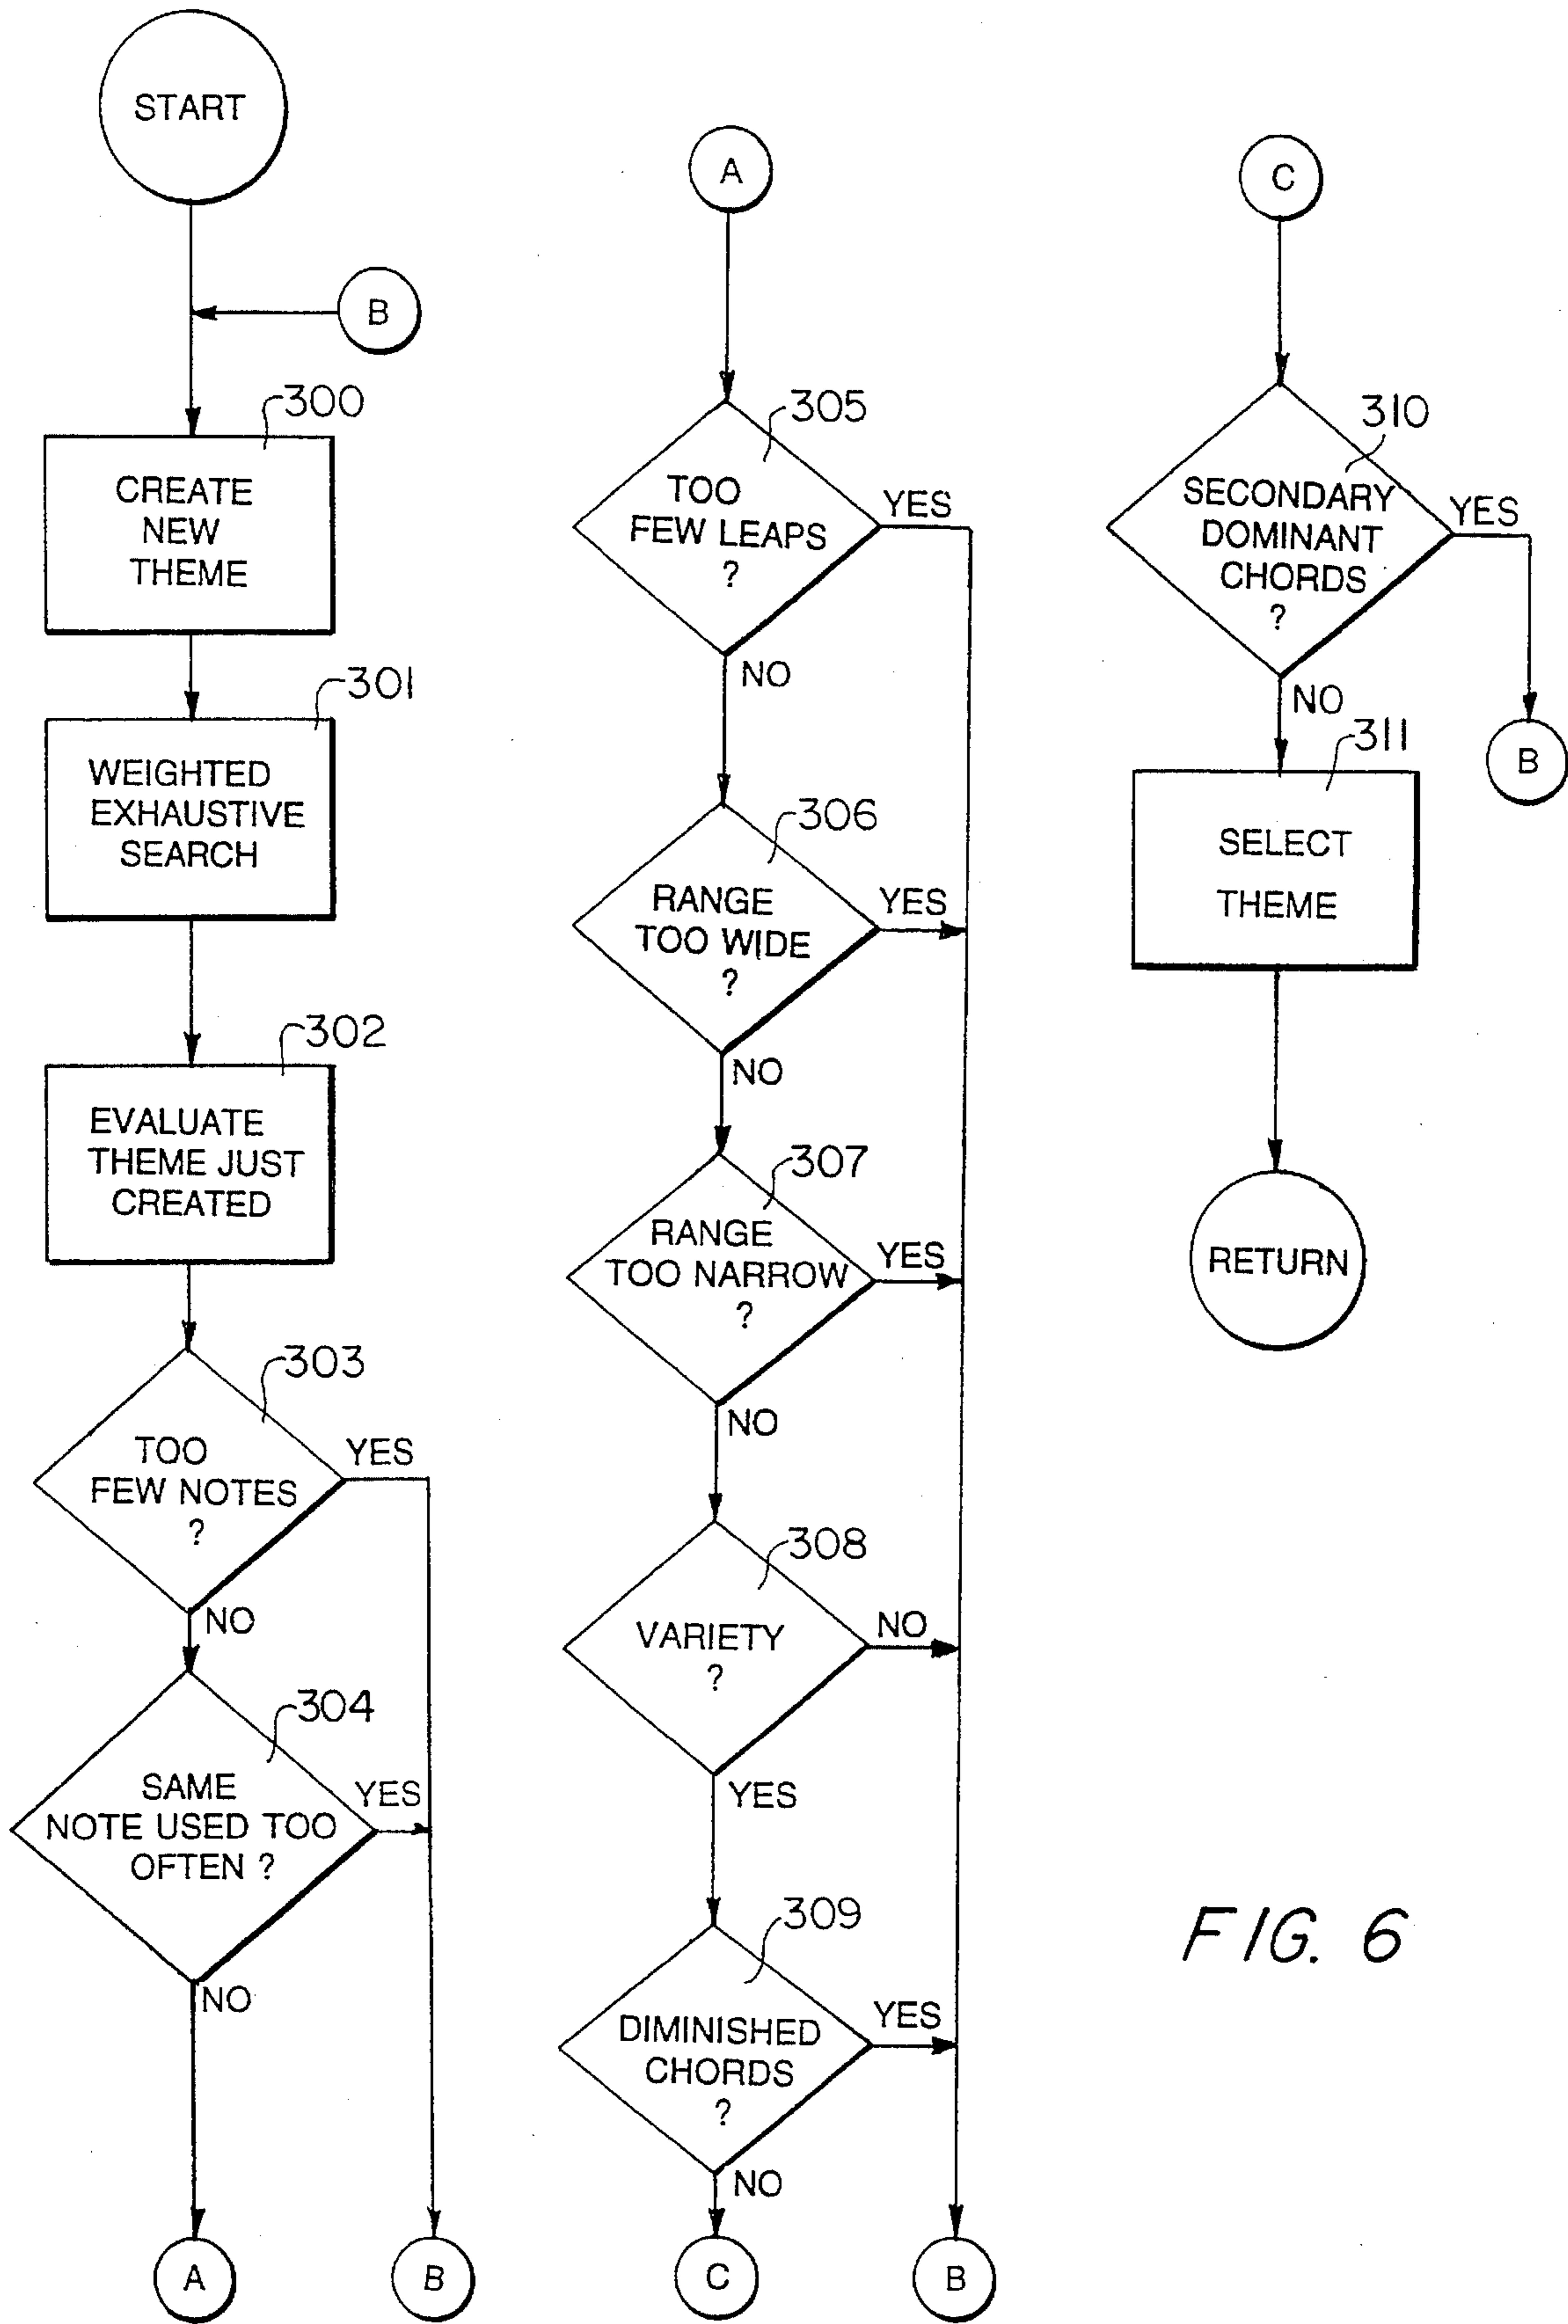 START
B
300
CREATE
NEW
THEME
301
WEIGHTED
EXHAUSTIVE
SEARCH
302
EVALUATE
THEME JUST
CREATED
303
TOO
FEW NOTES
?
YES
NO
304
SAME
NOTE USED TOO
OFTEN ?
YES
NO
A
B
A
305
TOO
FEW LEAPS
?
YES
NO
306
RANGE
TOO WIDE
?
YES
NO
307
RANGE
TOO NARROW
?
YES
NO
308
VARIETY
?
NO
YES
309
DIMINISHED
CHORDS
?
YES
NO
C
B
C
310
SECONDARY
DOMINANT
CHORDS
?
YES
NO
B
311
SELECT
THEME
RETURN
FIG. 6